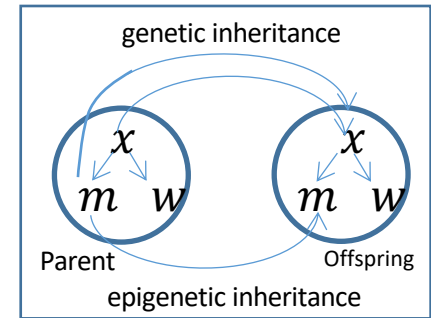 genetic inheritance
x x
m w m w
Parent Offspring
epigenetic inheritance